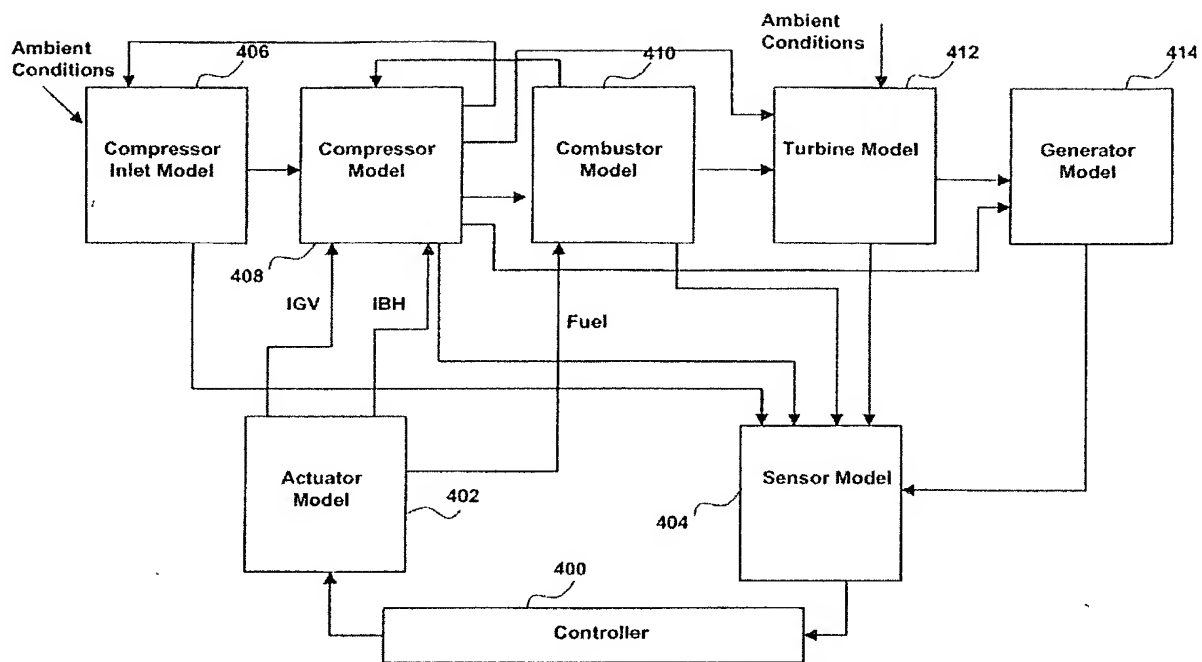 Ambient
Conditions
406
410
Ambient
Conditions
412
414
Compressor
Inlet Model
Compressor
Model
Combustor
Model
Turbine Model
Generator
Model
408
IGV
IBH
Fuel
Actuator
Model
402
Sensor Model
404
400
Controller